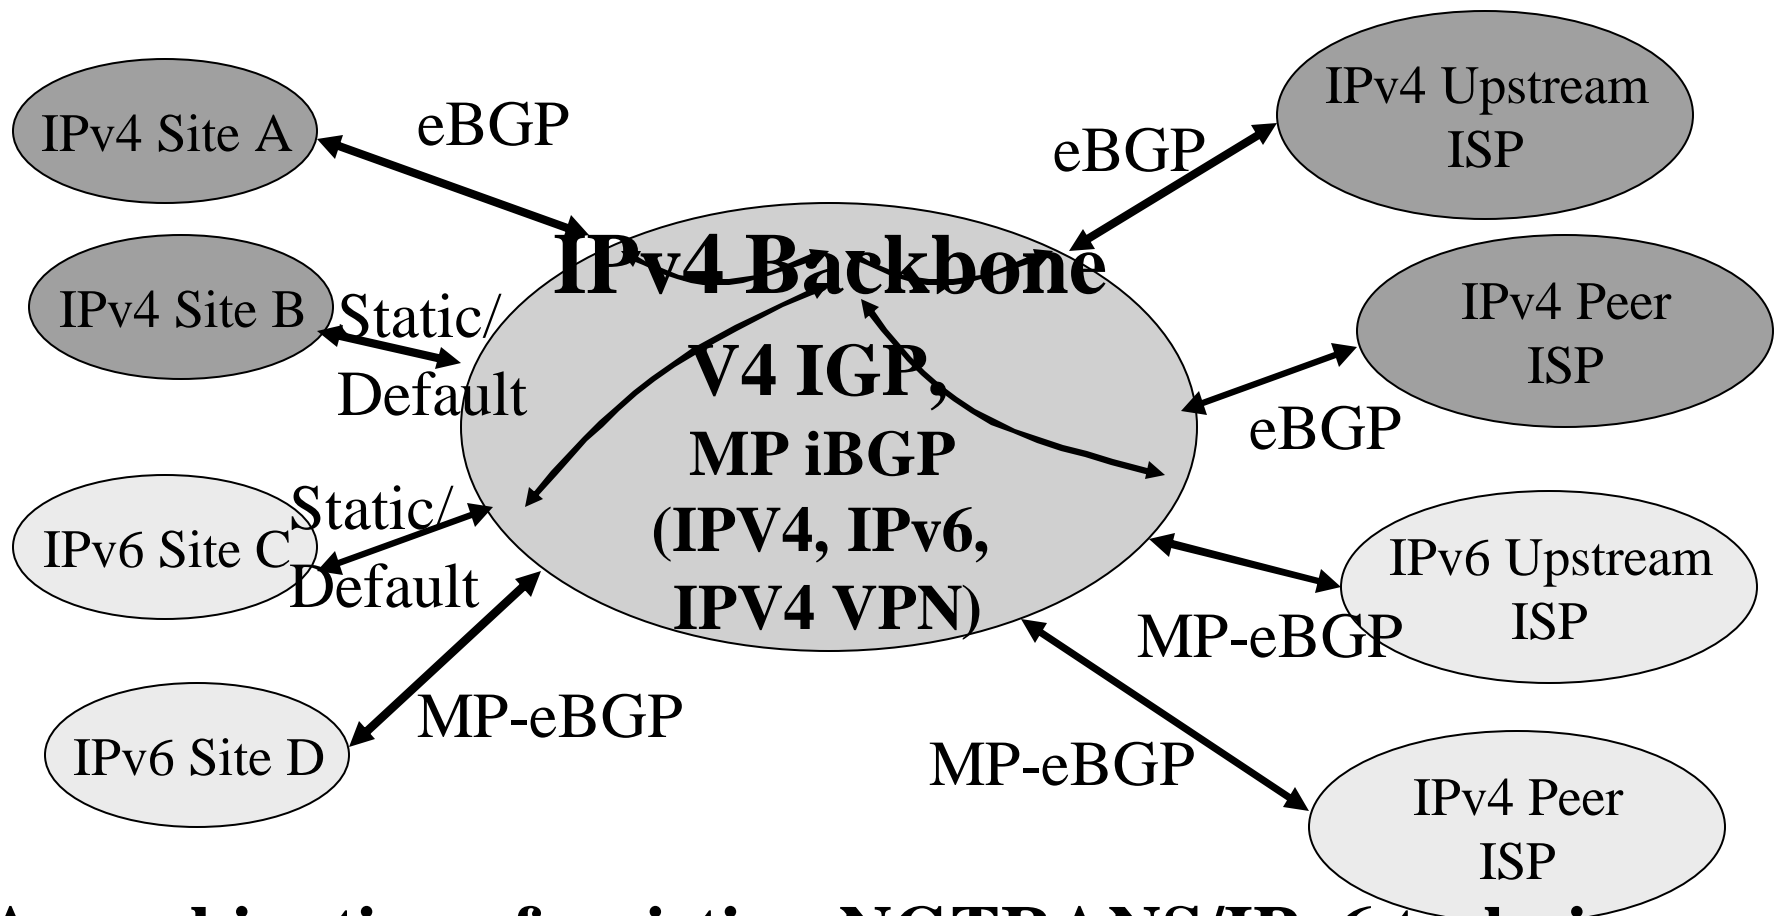 IPv4 Site A
eBGP
IPv4 Upstream
ISP
eBGP
IPv4 Backbone
IPv4 Site B
Static/
Default
IPv4 Peer
ISP
eBGP
V4 IGP,
MP iBGP
(IPV4, IPv6,
IPV4 VPN)
IPv6 Site C
Static/
Default
IPv6 Upstream
ISP
MP-eBGP
IPv6 Site D
MP-eBGP
MP-eBGP
IPv4 Peer
ISP
NGTRANS/IPv6